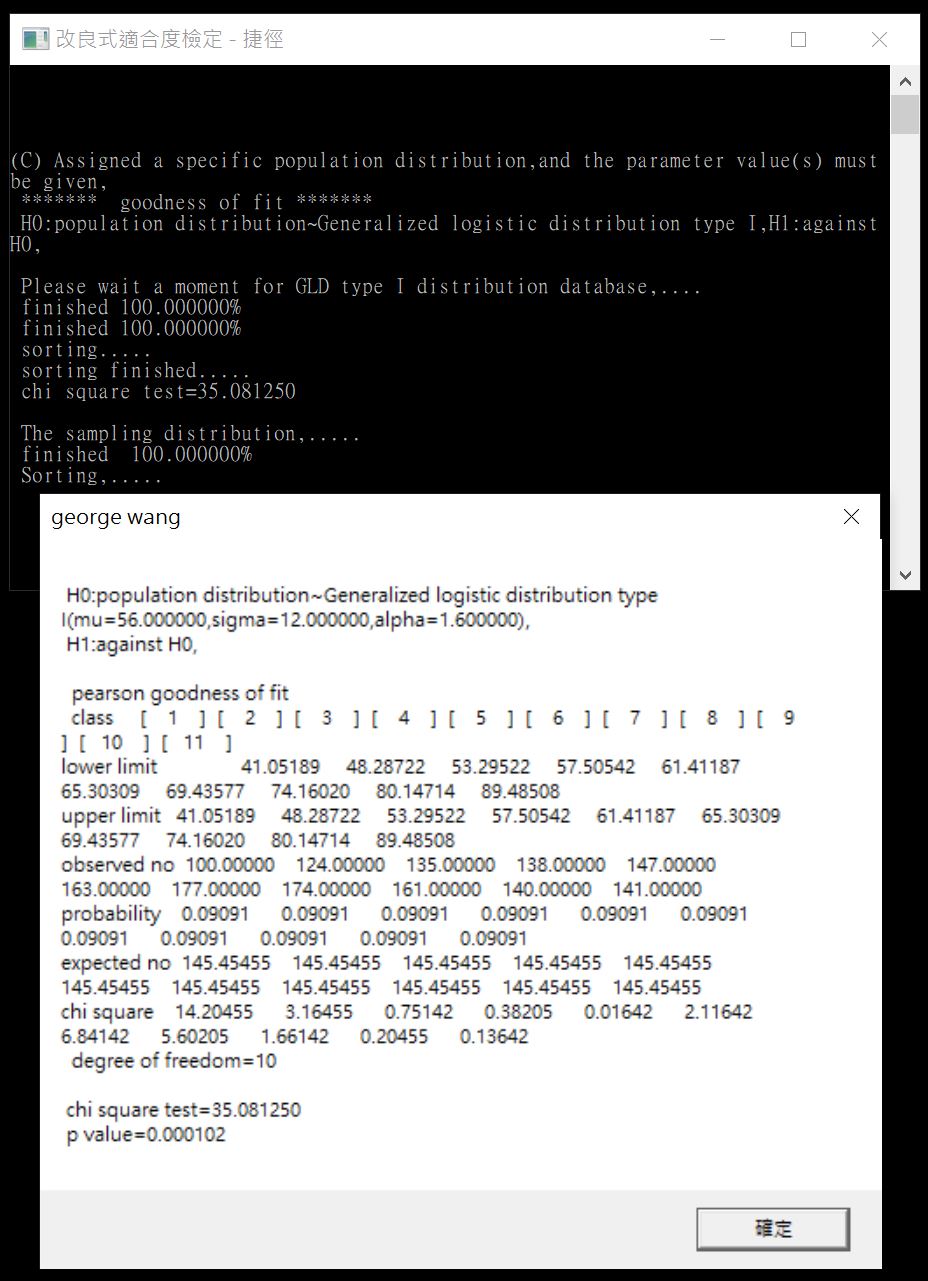 改良式適合度檢定 - 捷徑
(C) Assigned a specific population distribution,and the parameter value(s) must
be given,
******* goodness of fit *******
H0:population distribution~Generalized logistic distribution type I,H1:against
H0,
Please wait a moment for GLD type I distribution database,....
finished 100.000000%
finished 100.000000%
sorting.....
sorting finished.....
chi square test=35.081250
The sampling distribution,.....
finished  100.000000%
Sorting,.....
george wang
H0:population distribution~Generalized logistic distribution type
I(mu=56.000000,sigma=12.000000,alpha=1.600000),
H1:against H0,
pearson goodness of fit
class [ 1 ] [ 2 ] [ 3 ] [ 4 ] [ 5 ] [ 6 ] [ 7 ] [ 8 ] [ 9
] [ 10 ] [ 11 ]
lower limit 41.05189 48.28722 53.29522 57.50542 61.41187
65.30309 69.43577 74.16020 80.14714 89.48508
upper limit 41.05189 48.28722 53.29522 57.50542 61.41187 65.30309
69.43577 74.16020 80.14714 89.48508
observed no 100.00000 124.00000 135.00000 138.00000 147.00000
163.00000 177.00000 174.00000 161.00000 140.00000 141.00000
probability 0.09091 0.09091 0.09091 0.09091 0.09091 0.09091
0.09091 0.09091 0.09091 0.09091 0.09091
expected no 145.45455 145.45455 145.45455 145.45455 145.45455
145.45455 145.45455 145.45455 145.45455 145.45455 145.45455
chi square 14.20455 3.16455 0.75142 0.38205 0.01642 2.11642
6.84142 5.60205 1.66142 0.20455 0.13642
degree of freedom=10
chi square test=35.081250
p value=0.000102
確定